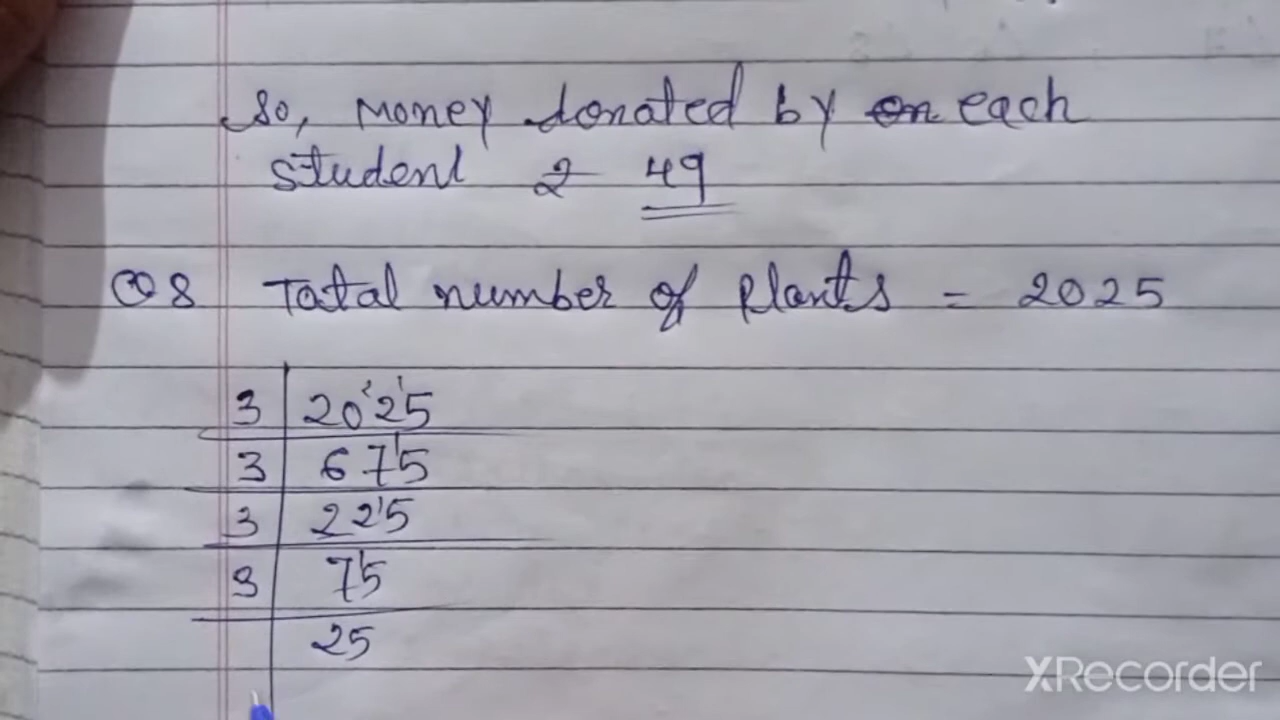 So, Money donated by on each
student = 49
Q8 Total number of plants = 2025
3 | 2025
3 | 675
3 | 225
3 | 75
25
XRecorder